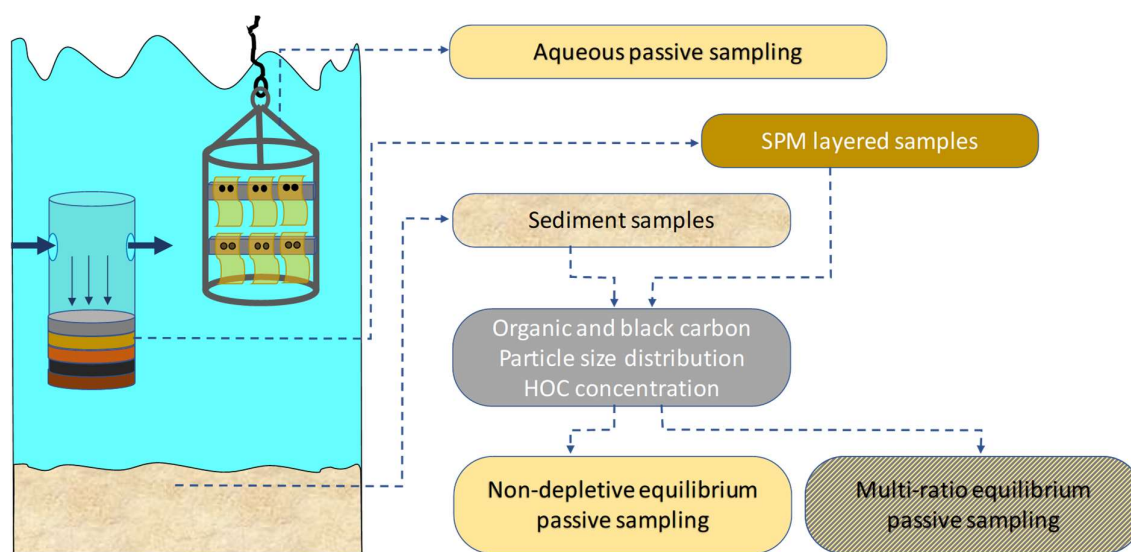 Aqueous passive sampling
SPM layered samples
Sediment samples
Organic and black carbon
Particle size distribution
HOC concentration
Non-depletive equilibrium
passive sampling
Multi-ratio equilibrium
passive sampling